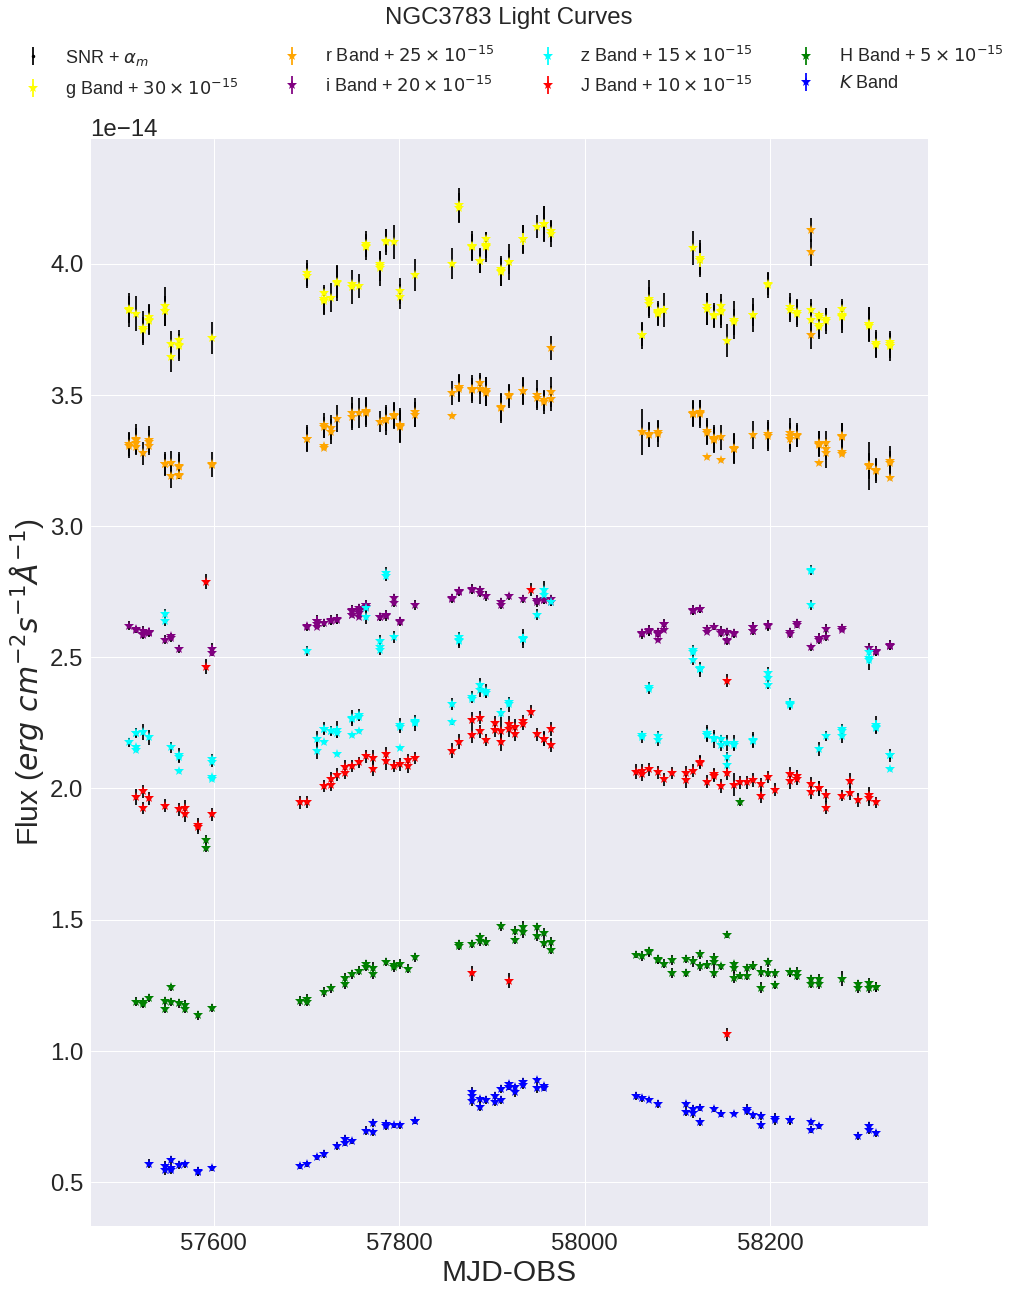 NGC3783 Light Curves
SNR + α_m
r Band + 25 × 10⁻¹⁵
z Band + 15 × 10⁻¹⁵
H Band + 5 × 10⁻¹⁵
g Band + 30 × 10⁻¹⁵
i Band + 20 × 10⁻¹⁵
J Band + 10 × 10⁻¹⁵
K Band
1e−14
4.0
3.5
3.0
2.5
2.0
1.5
1.0
0.5
Flux (erg cm⁻²s⁻¹Å⁻¹)
57600 57800 58000 58200
MJD-OBS